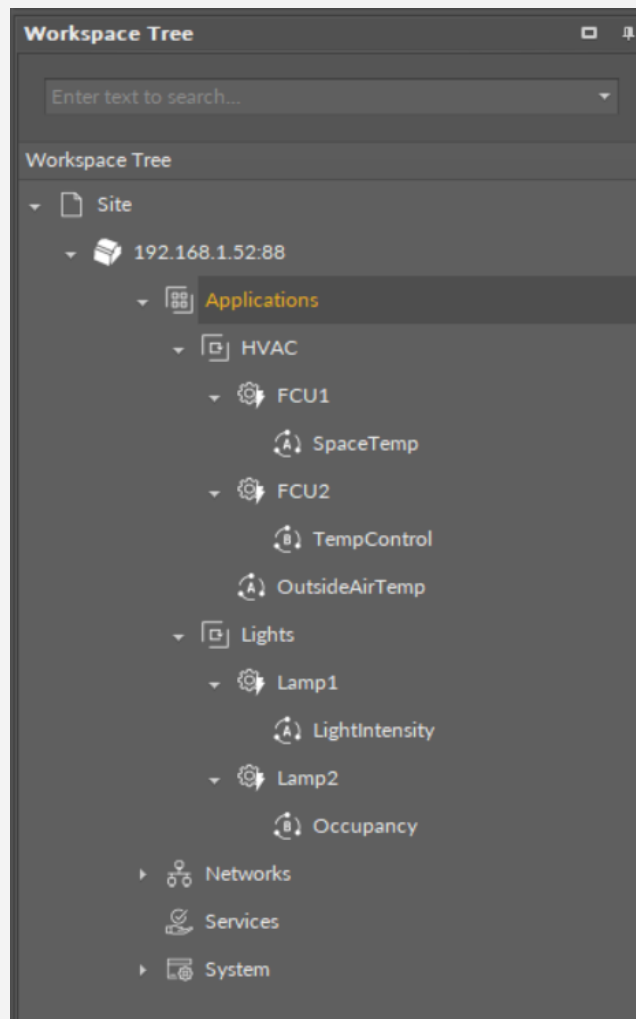 Workspace Tree
Enter text to search...
Workspace Tree
Site
192.168.1.52:88
Applications
HVAC
FCU1
A SpaceTemp
FCU2
B TempControl
A OutsideAirTemp
Lights
Lamp1
A LightIntensity
Lamp2
B Occupancy
Networks
Services
System